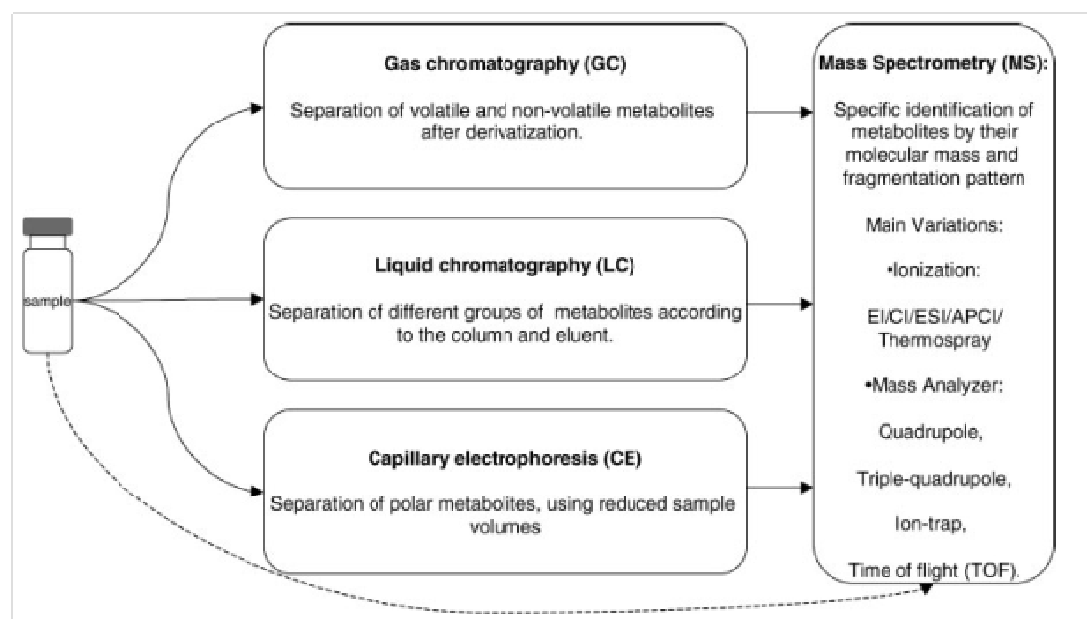 Gas chromatography (GC)
Separation of volatile and non-volatile metabolites
after derivatization.
Mass Spectrometry (MS):
Specific identification of
metabolites by their
molecular mass and
fragmentation pattern
Main Variations:
•Ionization:
EI/CI/ESI/APCI/
Thermospray
•Mass Analyzer:
Quadrupole,
Triple-quadrupole,
Ion-trap,
Time of flight (TOF).
sample
Liquid chromatography (LC)
Separation of different groups of metabolites according
to the column and eluent.
Capillary electrophoresis (CE)
Separation of polar metabolites, using reduced sample
volumes